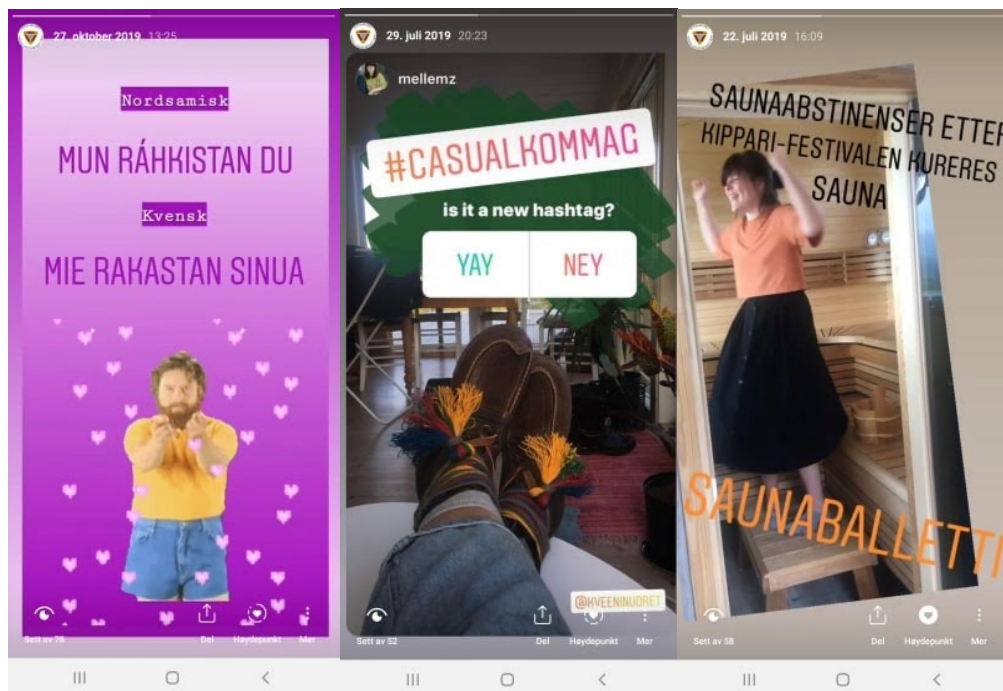 27. oktober 2019 13:25
Nordsamisk
MUN RÁHKISTAN DU
Kvensk
MIE RAKASTAN SINUA
Sett av 78
Del
Høydepunkt
Mer
29. juli 2019 20:23
mellemz
#CASUALKOMMAG
is it a new hashtag?
YAY
NEY
@KVEENINUORET
Sett av 52
Del
Høydepunkt
Mer
22. juli 2019 16:09
SAUNAABSTINENSER ETTER
KIPPARI-FESTIVALEN KURERES I
SAUNA
SAUNABALLETTI
Sett av 58
Del
Høydepunkt
Mer